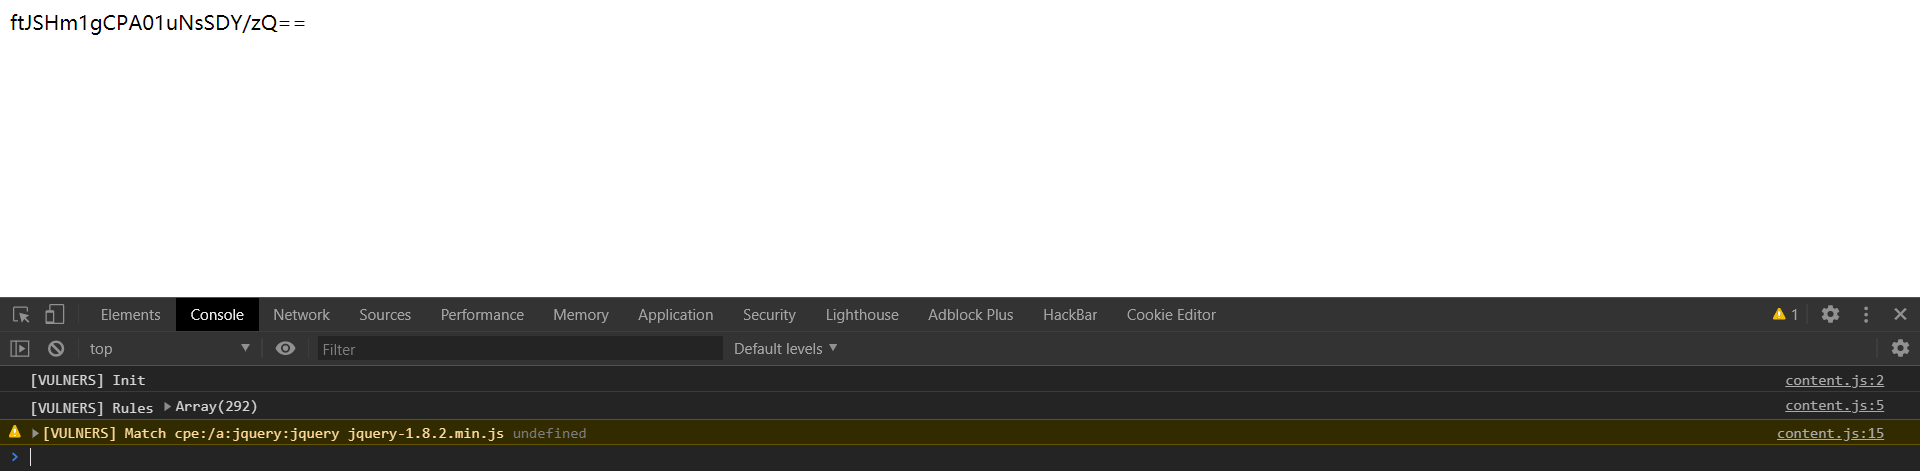 ftJSHm1gCPA01uNsSDY/zQ==
Elements Console Network Sources Performance Memory Application Security Lighthouse Adblock Plus HackBar Cookie Editor 1
top Filter Default levels
[VULNERS] Init content.js:2
[VULNERS] Rules Array(292) content.js:5
[VULNERS] Match cpe:/a:jquery:jquery jquery-1.8.2.min.js undefined content.js:15